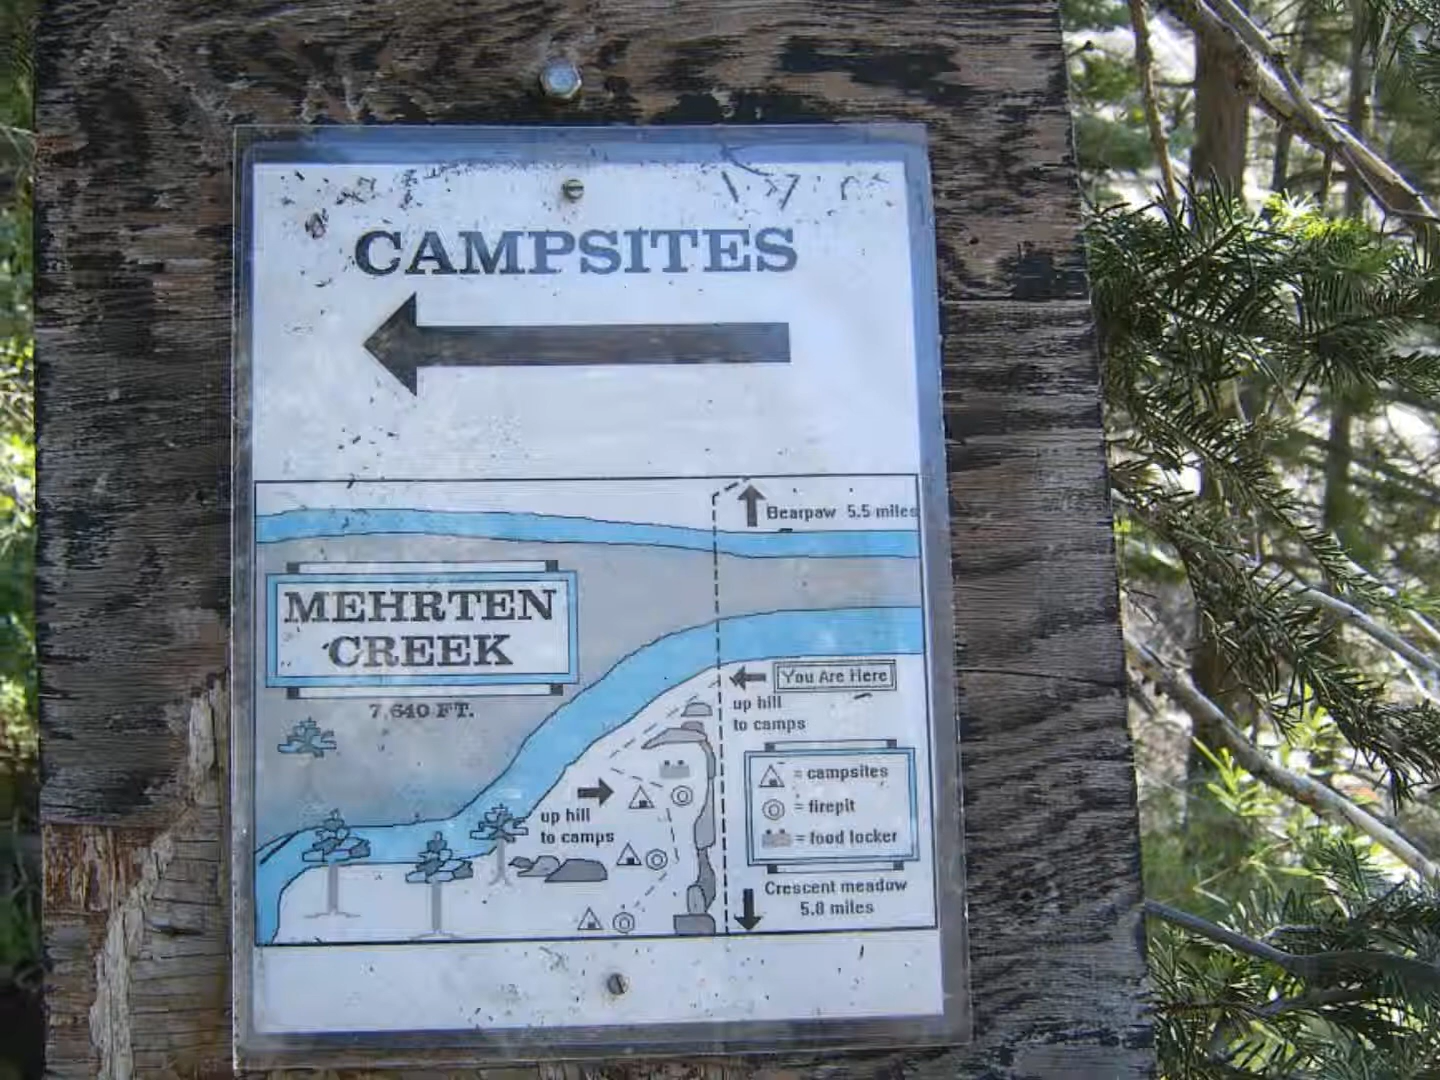 CAMPSITES
Bearpaw 5.5 miles
MEHRTEN
CREEK
7,640 FT.
You Are Here
up hill
to camps
= campsites
= firepit
= food locker
up hill
to camps
Crescent meadow
5.8 miles